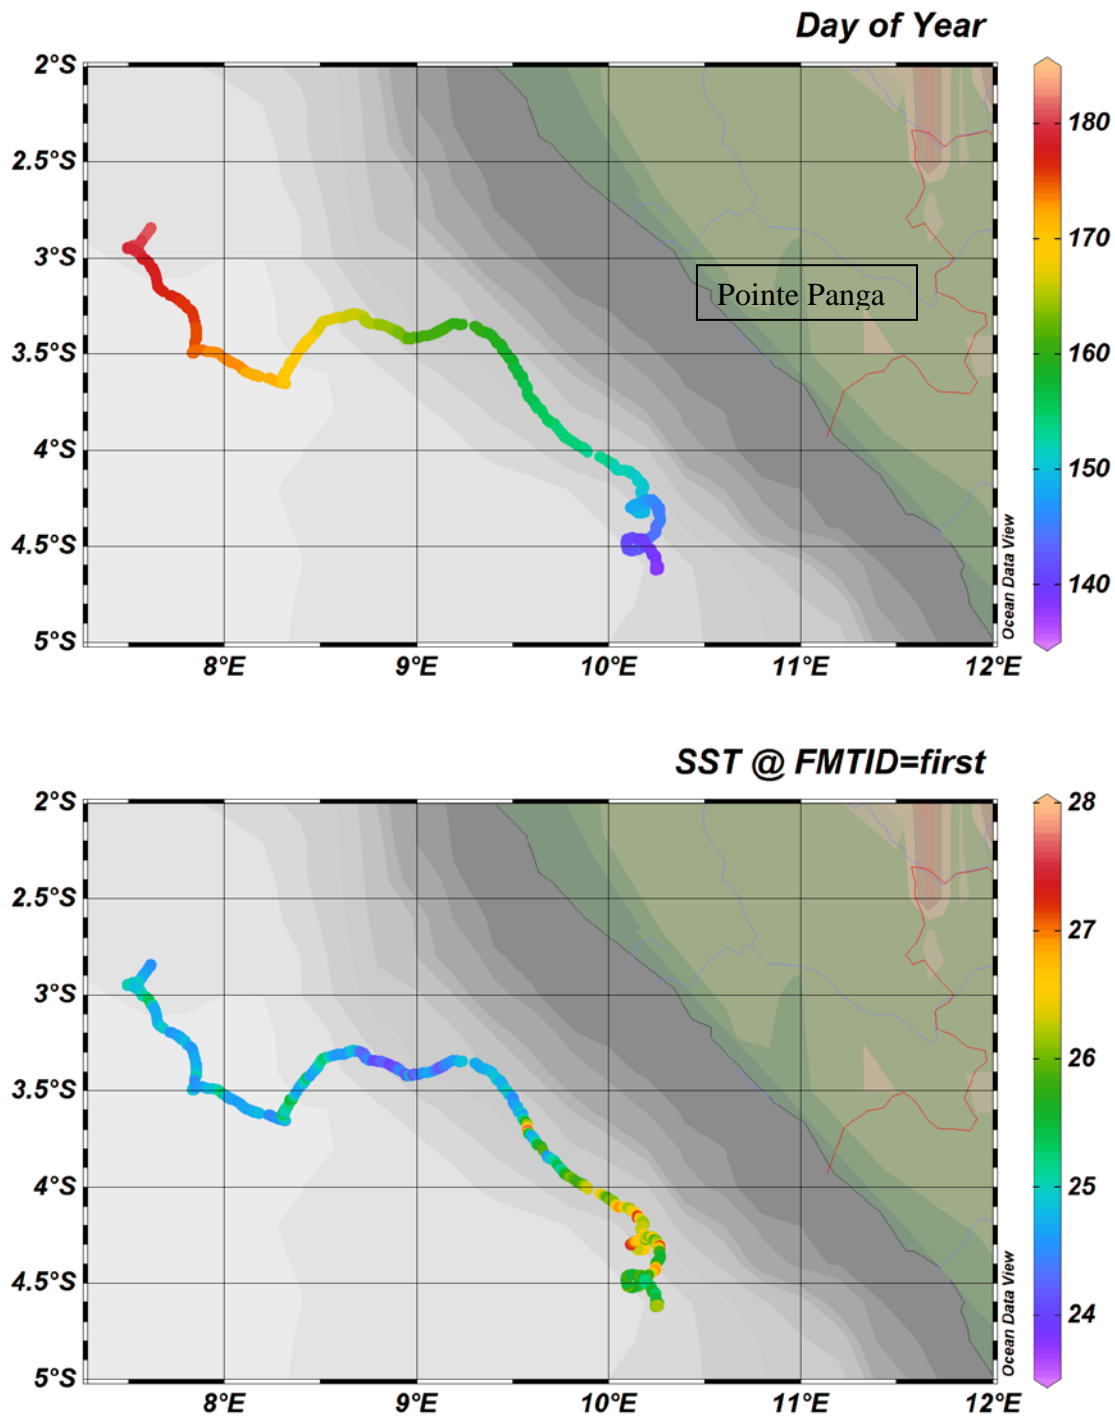 Day of Year
2°S
2.5°S
3°S
3.5°S
4°S
4.5°S
5°S
8°E
9°E
10°E
11°E
12°E
Pointe Panga
Ocean Data View
180
170
160
150
140
SST @ FMTID=first
2°S
2.5°S
3°S
3.5°S
4°S
4.5°S
5°S
8°E
9°E
10°E
11°E
12°E
Ocean Data View
28
27
26
25
24